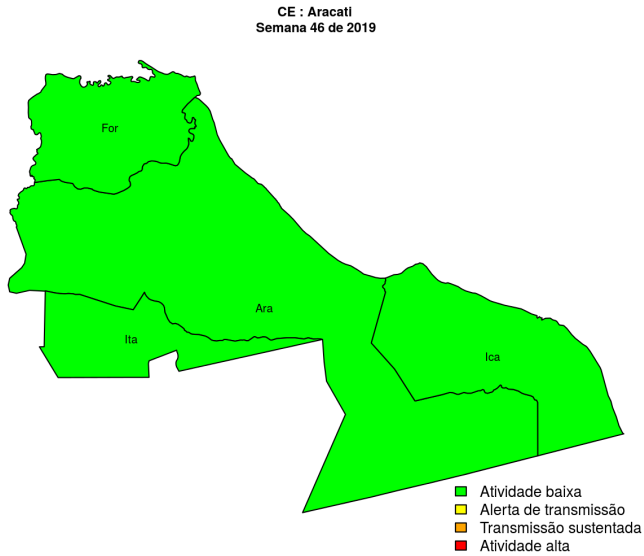 CE : Aracati
Semana 46 de 2019
For
Ara
Ita
Ica
Atividade baixa
Alerta de transmissão
Transmissão sustentada
Atividade alta